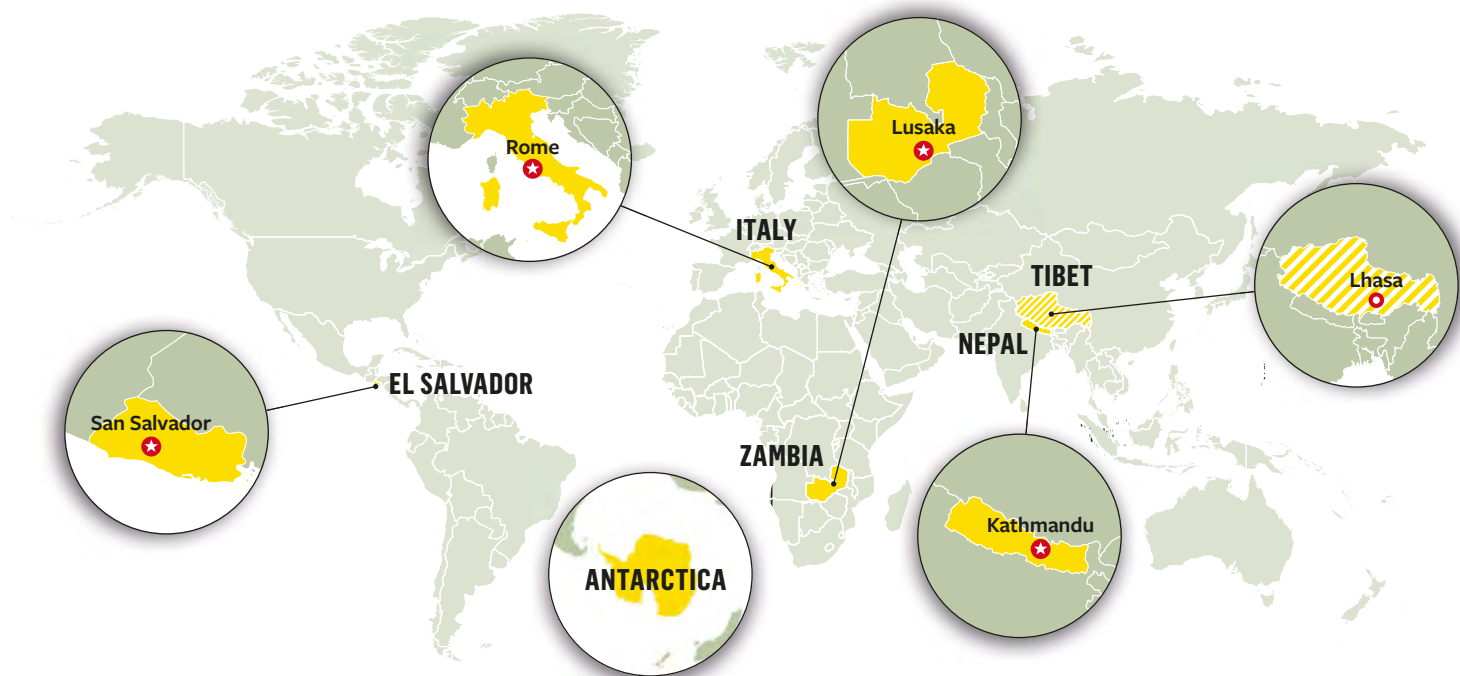 Lusaka
Rome
ITALY
TIBET
Lhasa
NEPAL
EL SALVADOR
San Salvador
ZAMBIA
Kathmandu
ANTARCTICA